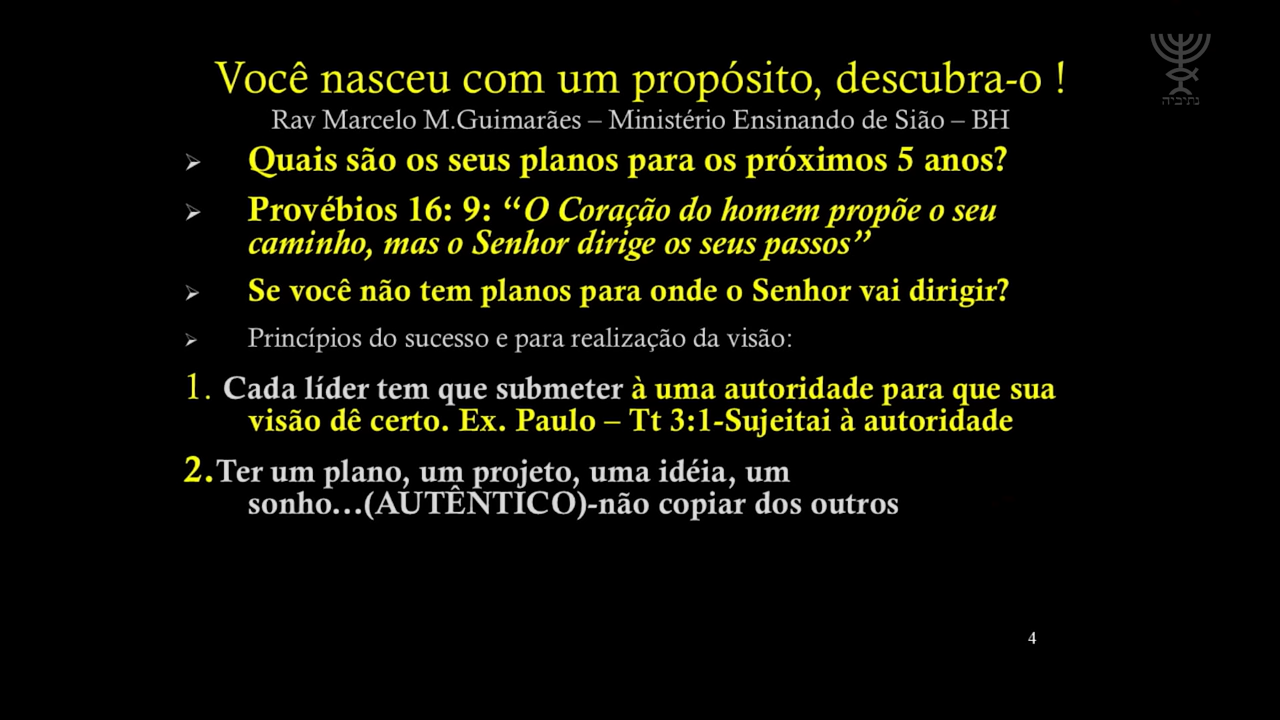 נתיביה
Você nasceu com um propósito, descubra-o !
Rav Marcelo M.Guimarães – Ministério Ensinando de Sião – BH
➢ Quais são os seus planos para os próximos 5 anos?
➢ Provébios 16: 9: “O Coração do homem propõe o seu
caminho, mas o Senhor dirige os seus passos”
➢ Se você não tem planos para onde o Senhor vai dirigir?
➢ Princípios do sucesso e para realização da visão:
1. Cada líder tem que submeter à uma autoridade para que sua
visão dê certo. Ex. Paulo – Tt 3:1-Sujeitai à autoridade
2.Ter um plano, um projeto, uma idéia, um
sonho...(AUTÊNTICO)-não copiar dos outros
4